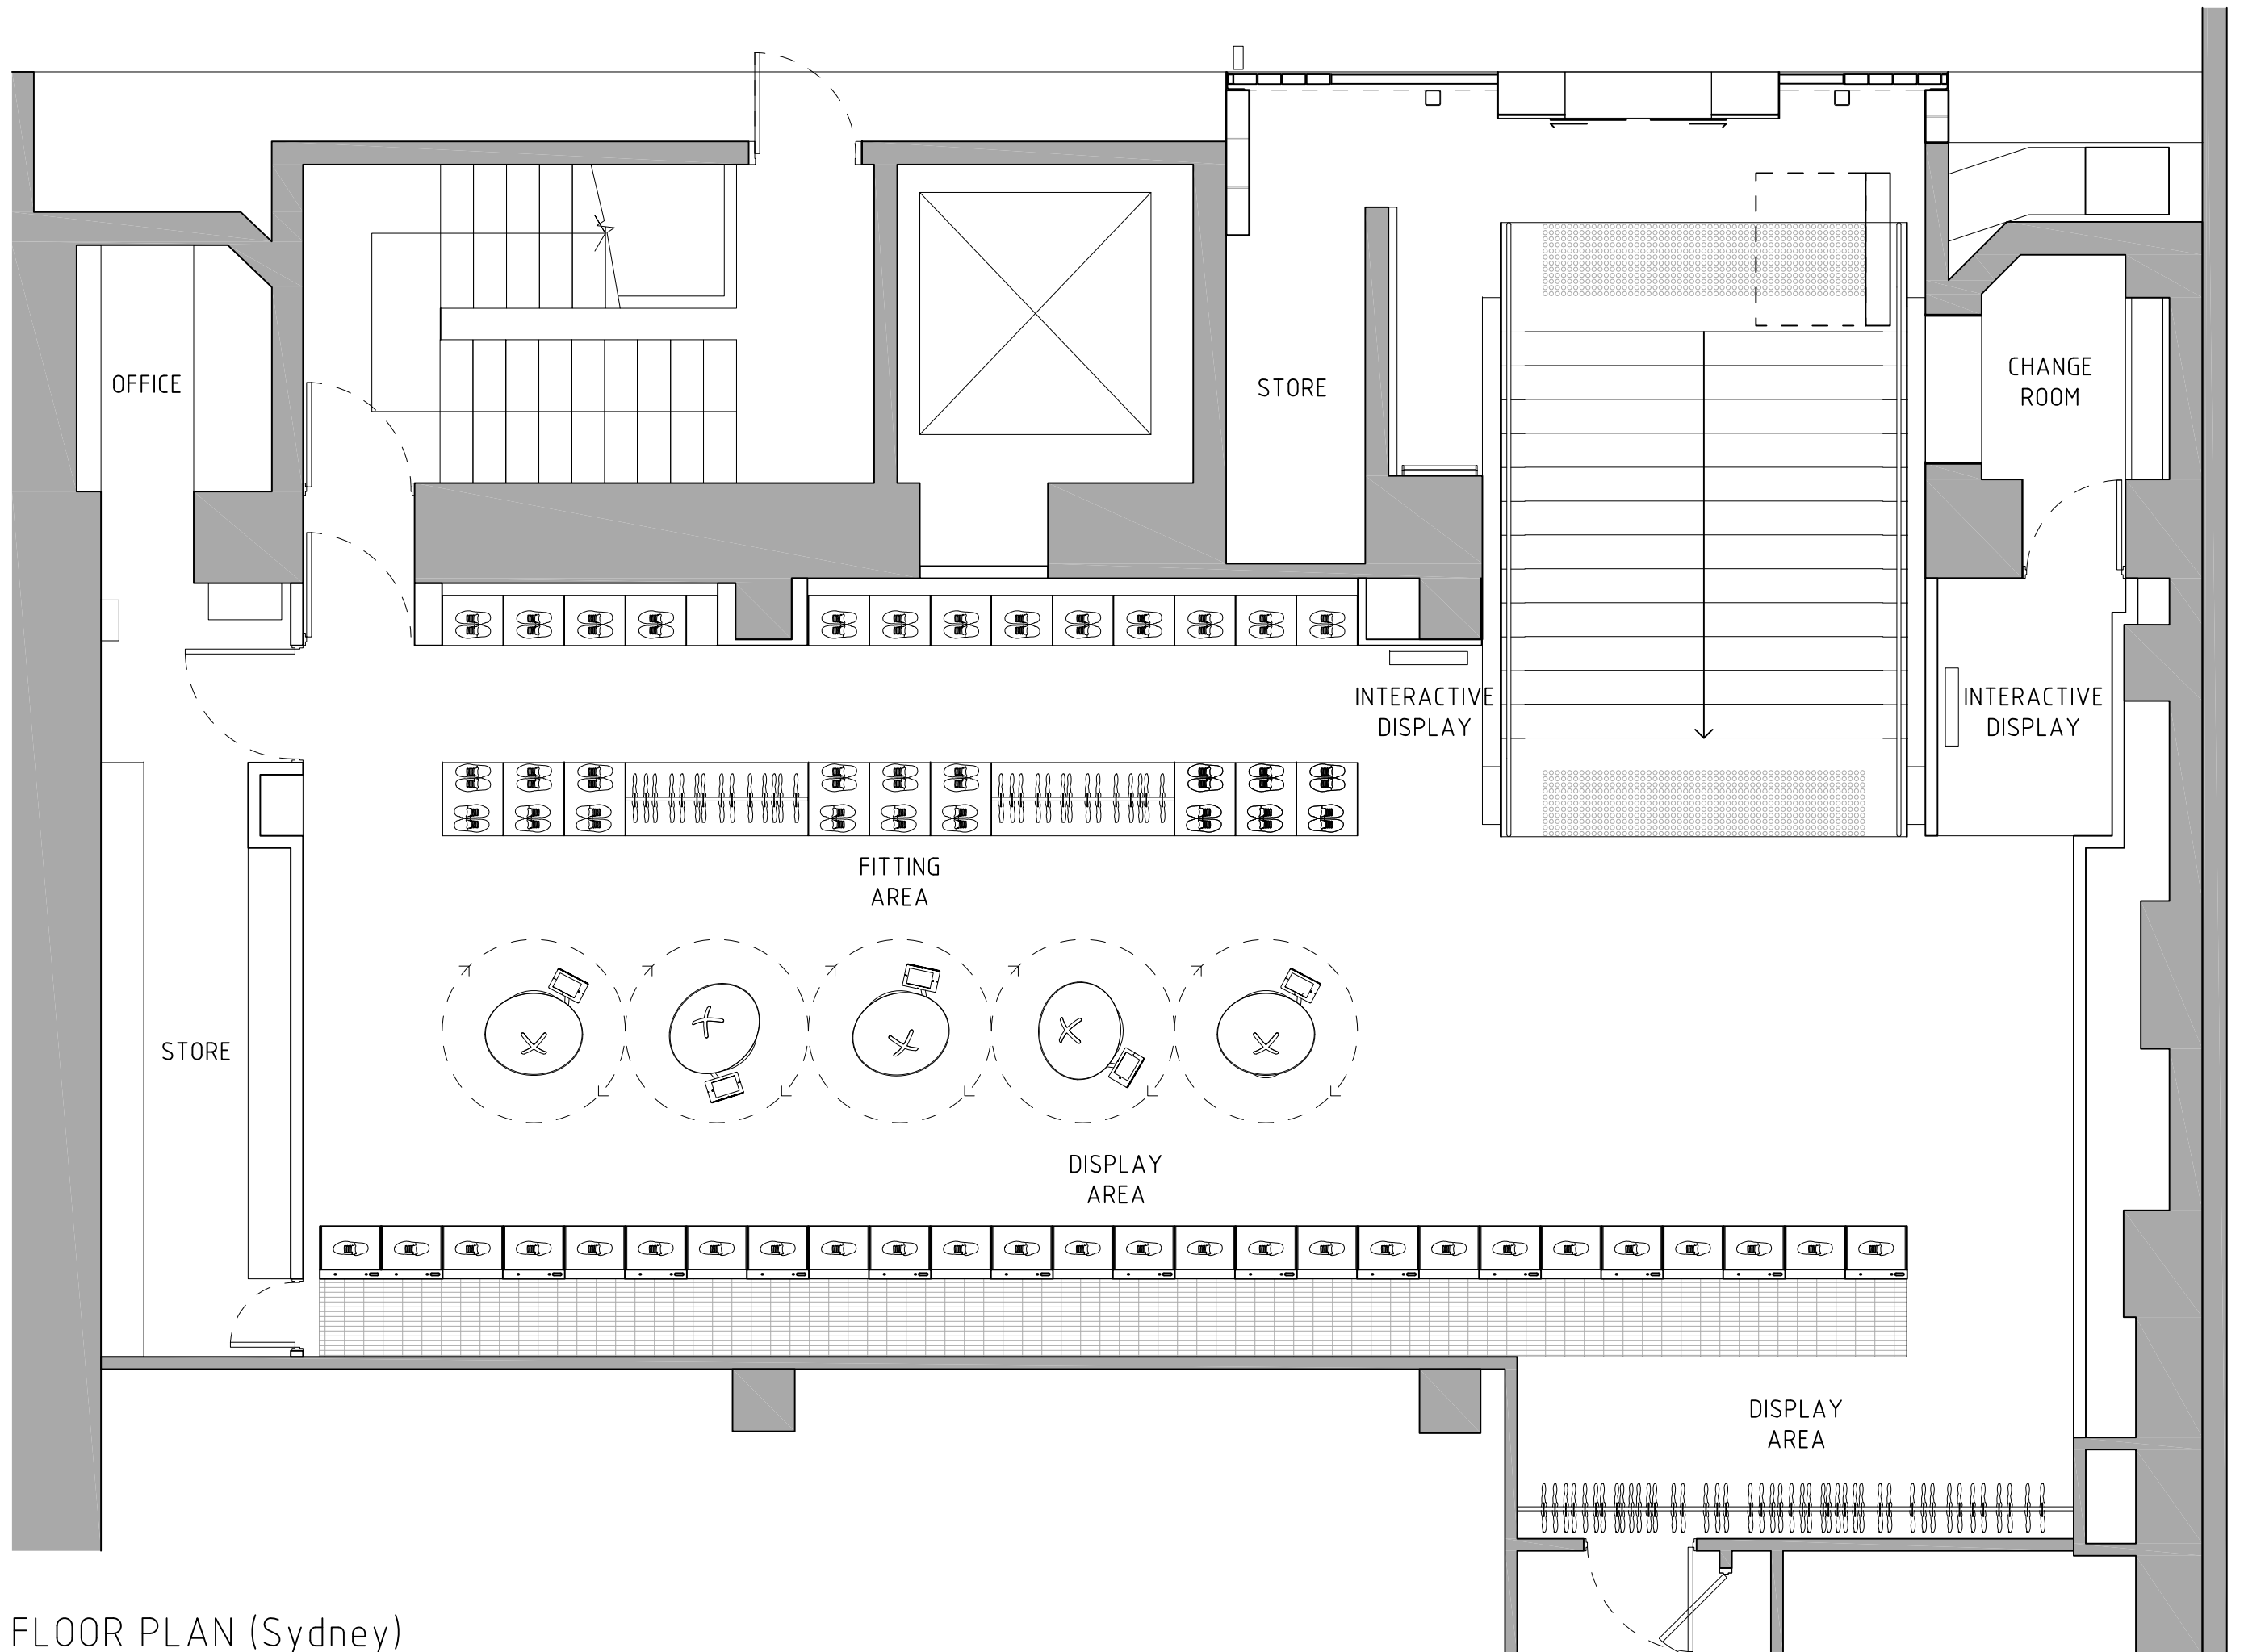 OFFICE
STORE
CHANGE
ROOM
INTERACTIVE
DISPLAY
INTERACTIVE
DISPLAY
FITTING
AREA
STORE
DISPLAY
AREA
DISPLAY
AREA
FLOOR PLAN (Sydney)